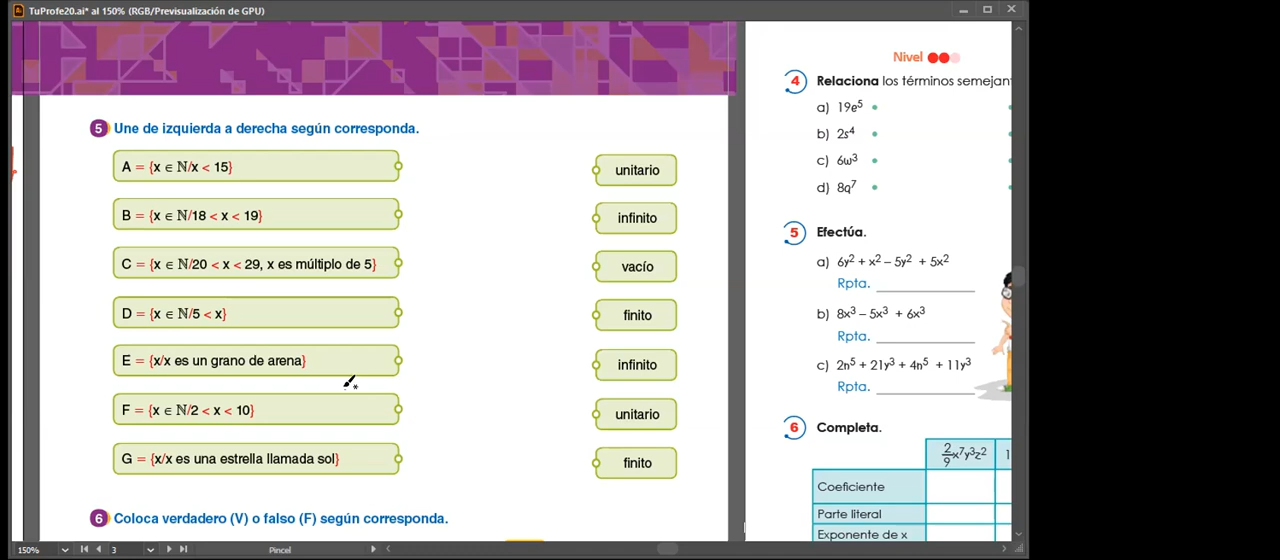 TuProfe20.ai* al 150% (RGB/Previsualización de GPU)
5 Une de izquierda a derecha según corresponda.
A = {x ∈ ℕ/x < 15}
B = {x ∈ ℕ/18 < x < 19}
C = {x ∈ ℕ/20 < x < 29, x es múltiplo de 5}
D = {x ∈ ℕ/5 < x}
E = {x/x es un grano de arena}
F = {x ∈ ℕ/2 < x < 10}
G = {x/x es una estrella llamada sol}
unitario
infinito
vacío
finito
infinito
unitario
finito
6 Coloca verdadero (V) o falso (F) según corresponda.
Nivel
4 Relaciona los términos semejant
a) 19e⁵
b) 2s⁴
c) 6ω³
d) 8q⁷
5 Efectúa.
a) 6y² + x² – 5y² + 5x²
Rpta.
b) 8x³ – 5x³ + 6x³
Rpta.
c) 2n⁵ + 21y³ + 4n⁵ + 11y³
Rpta.
6 Completa.
2/9 x⁷y³z² 1
Coeficiente
Parte literal
Exponente de x
150% 3 Pincel